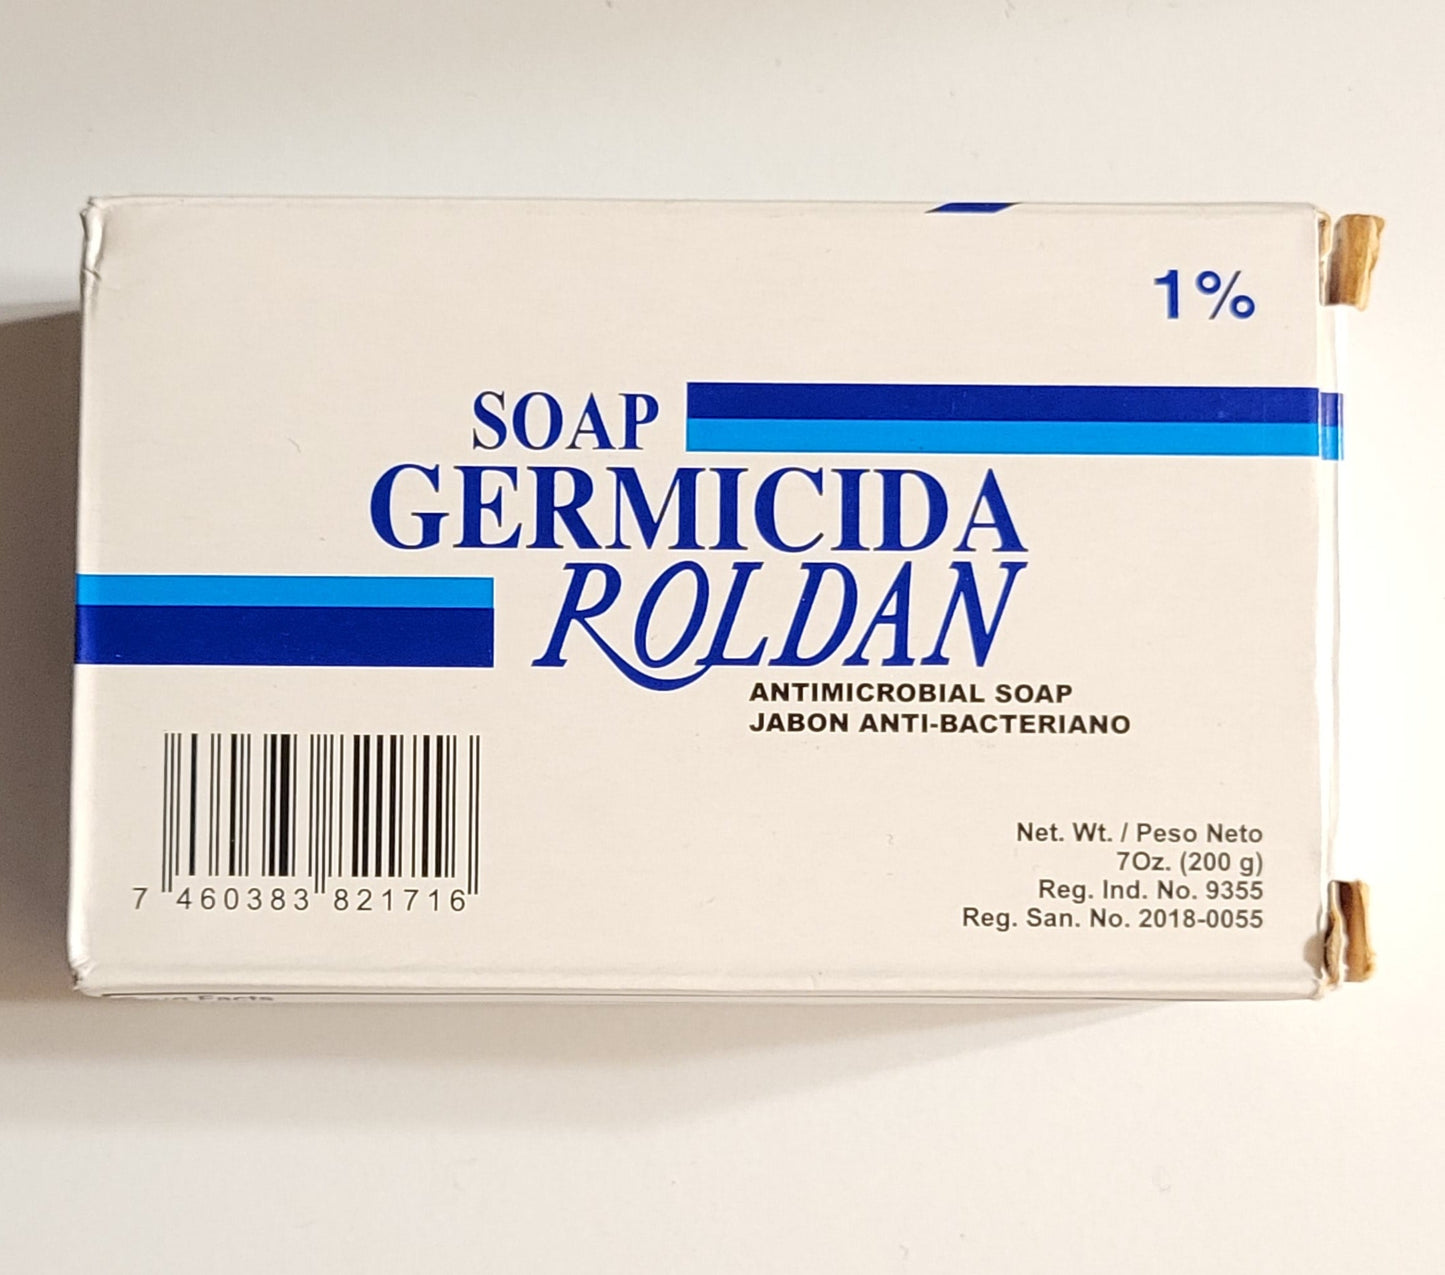 1%
SOAP
GERMICIDA
ROLDAN
ANTIMICROBIAL SOAP
JABON ANTI-BACTERIANO
Net. Wt. / Peso Neto
7Oz. (200 g)
Reg. Ind. No. 9355
Reg. San. No. 2018-0055
7 460383 821716
Facts